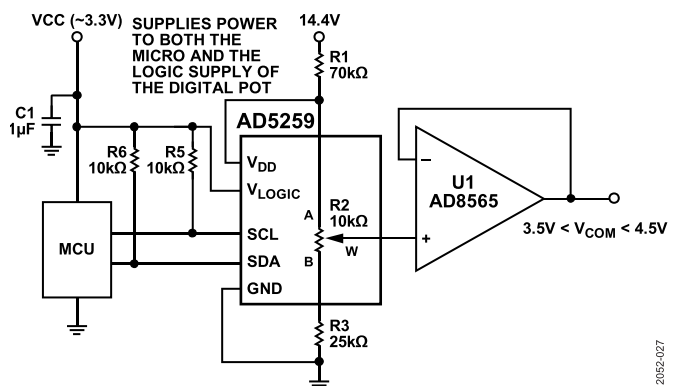 VCC (~3.3V)
SUPPLIES POWER
TO BOTH THE
MICRO AND THE
LOGIC SUPPLY OF
THE DIGITAL POT
14.4V
R1
70kΩ
C1
1µF
R6
10kΩ
R5
10kΩ
AD5259
VDD
VLOGIC
SCL
SDA
GND
R2
10kΩ
A
B
W
MCU
U1
AD8565
−
+
3.5V < VCOM < 4.5V
R3
25kΩ
2052-027